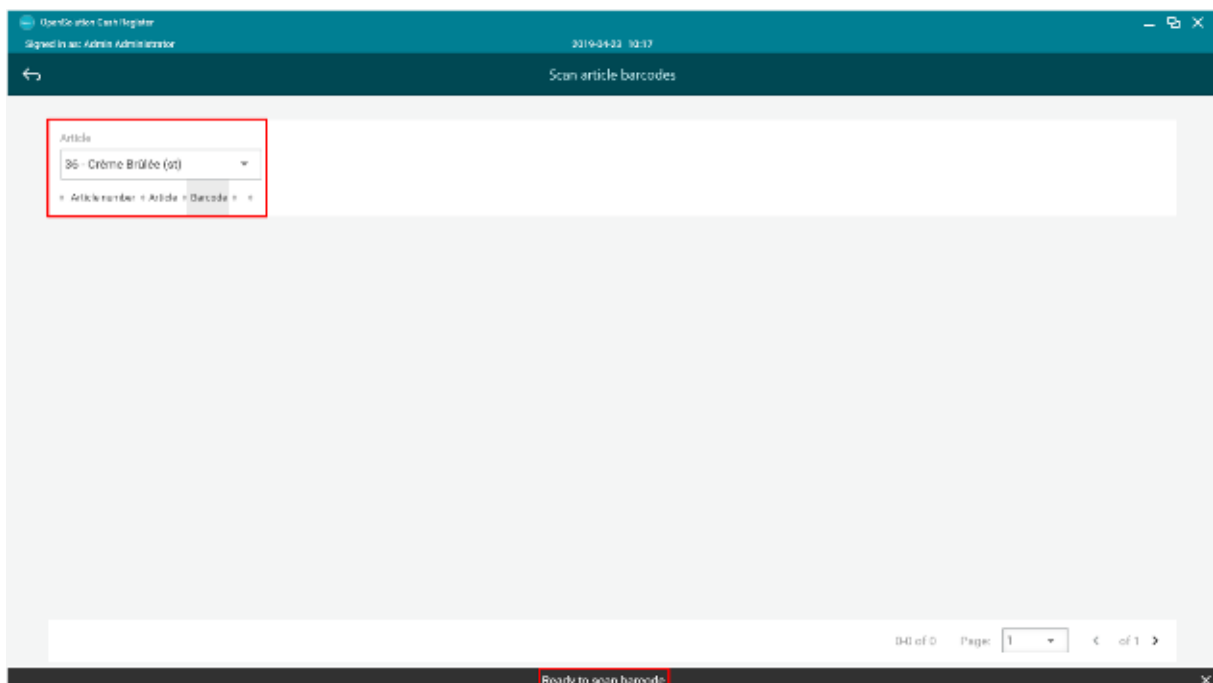 OpenSolution Cash Register
Signed in as: Admin Administrator
2019-04-23 10:17
Scan article barcodes
Article
36 - Crème Brûlée (st)
Article number Article Barcode
0-0 of 0 Page: 1 of 1
Ready to scan barcode